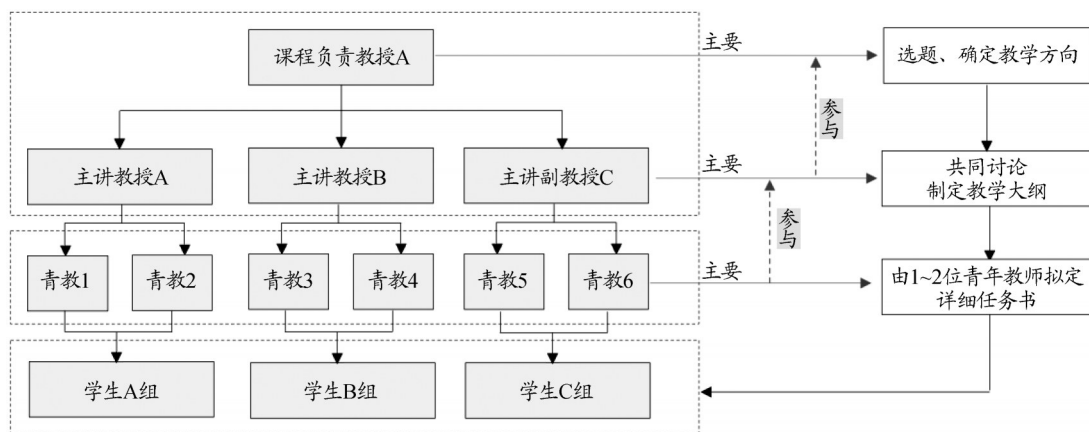 课程负责教授A
主要
选题、确定教学方向
参与
主讲教授A
主讲教授B
主讲副教授C
主要
共同讨论
制定教学大纲
参与
青教1
青教2
青教3
青教4
青教5
青教6
主要
由1~2位青年教师拟定
详细任务书
学生A组
学生B组
学生C组